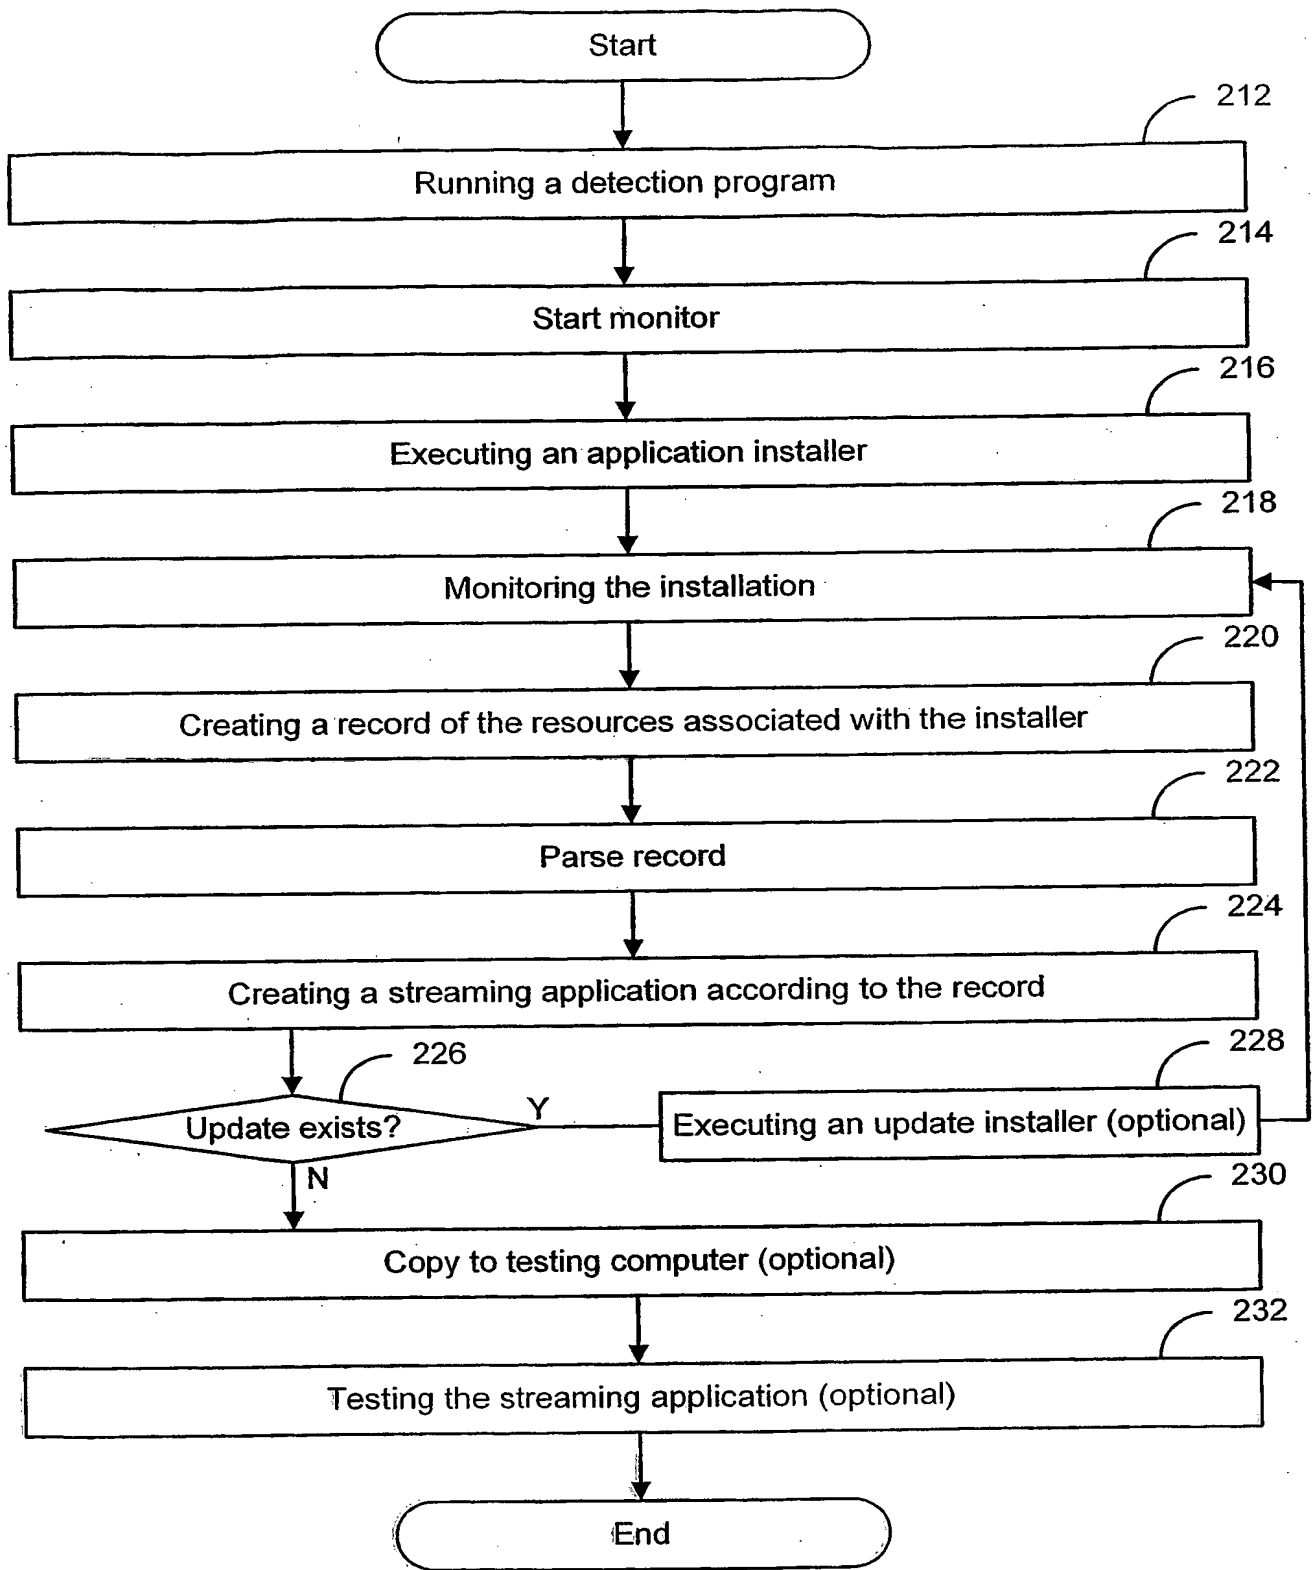 Start
212
Running a detection program
214
Start monitor
216
Executing an application installer
218
Monitoring the installation
220
Creating a record of the resources associated with the installer
222
Parse record
224
Creating a streaming application according to the record
226
Update exists?
Y
228
Executing an update installer (optional)
N
230
Copy to testing computer (optional)
232
Testing the streaming application (optional)
End